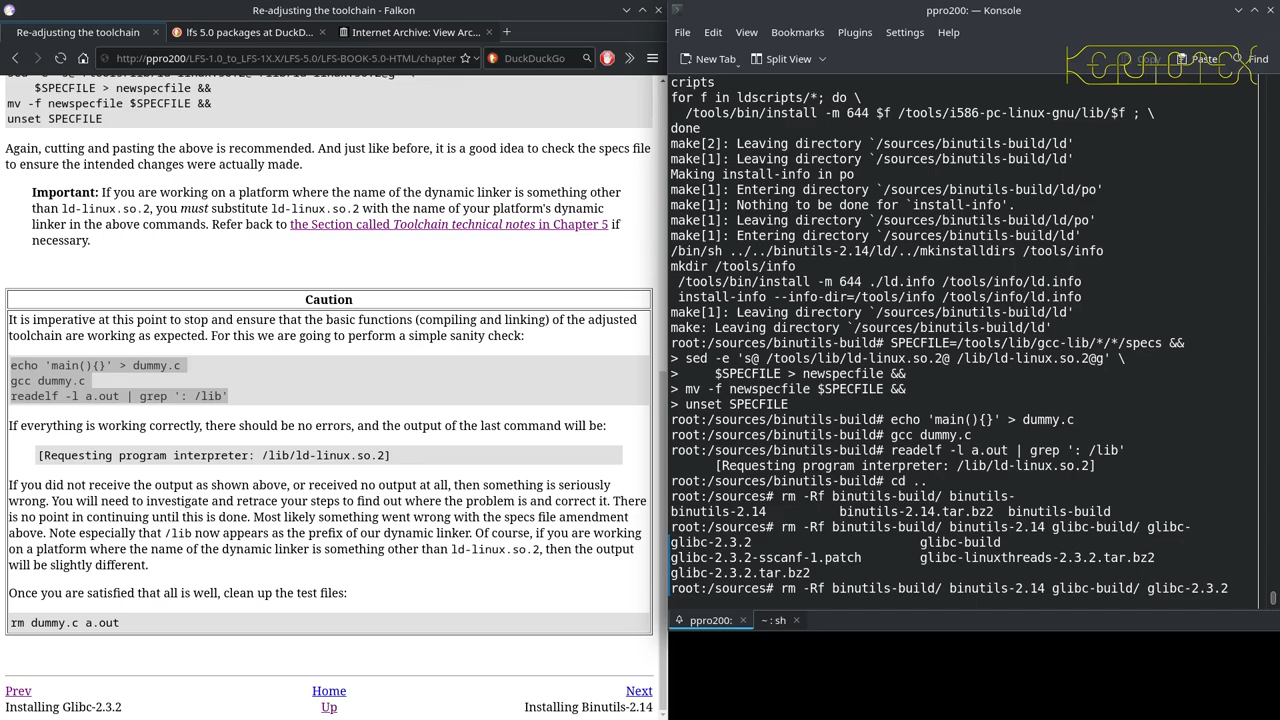 Re-adjusting the toolchain - Falkon
Re-adjusting the toolchain
lfs 5.0 packages at DuckD...
Internet Archive: View Arc...
http://ppro200/LFS-1.0_to_LFS-1X.X/LFS-5.0/LFS-BOOK-5.0-HTML/chapter
DuckDuckGo
$SPECFILE > newspecfile &&
mv -f newspecfile $SPECFILE &&
unset SPECFILE
Again, cutting and pasting the above is recommended. And just like before, it is a good idea to check the specs file
to ensure the intended changes were actually made.
Important: If you are working on a platform where the name of the dynamic linker is something other
than ld-linux.so.2, you must substitute ld-linux.so.2 with the name of your platform's dynamic
linker in the above commands. Refer back to the Section called Toolchain technical notes in Chapter 5 if
necessary.
Caution
It is imperative at this point to stop and ensure that the basic functions (compiling and linking) of the adjusted
toolchain are working as expected. For this we are going to perform a simple sanity check:
echo 'main(){}' > dummy.c
gcc dummy.c
readelf -l a.out | grep ': /lib'
If everything is working correctly, there should be no errors, and the output of the last command will be:
[Requesting program interpreter: /lib/ld-linux.so.2]
If you did not receive the output as shown above, or received no output at all, then something is seriously
wrong. You will need to investigate and retrace your steps to find out where the problem is and correct it. There
is no point in continuing until this is done. Most likely something went wrong with the specs file amendment
above. Note especially that /lib now appears as the prefix of our dynamic linker. Of course, if you are working
on a platform where the name of the dynamic linker is something other than ld-linux.so.2, then the output
will be slightly different.
Once you are satisfied that all is well, clean up the test files:
rm dummy.c a.out
Prev Home Next
Installing Glibc-2.3.2 Up Installing Binutils-2.14
ppro200: — Konsole
File Edit View Bookmarks Plugins Settings Help
New Tab Split View Copy Paste Find
cripts
for f in ldscripts/*; do \
/tools/bin/install -m 644 $f /tools/i586-pc-linux-gnu/lib/$f ; \
done
make[2]: Leaving directory `/sources/binutils-build/ld'
make[1]: Leaving directory `/sources/binutils-build/ld'
Making install-info in po
make[1]: Entering directory `/sources/binutils-build/ld/po'
make[1]: Nothing to be done for `install-info'.
make[1]: Leaving directory `/sources/binutils-build/ld/po'
make[1]: Entering directory `/sources/binutils-build/ld'
/bin/sh ../../binutils-2.14/ld/../mkinstalldirs /tools/info
mkdir /tools/info
/tools/bin/install -m 644 ./ld.info /tools/info/ld.info
install-info --info-dir=/tools/info /tools/info/ld.info
make[1]: Leaving directory `/sources/binutils-build/ld'
make: Leaving directory `/sources/binutils-build/ld'
root:/sources/binutils-build# SPECFILE=/tools/lib/gcc-lib/*/*/specs &&
> sed -e 's@ /tools/lib/ld-linux.so.2@ /lib/ld-linux.so.2@g' \
> $SPECFILE > newspecfile &&
> mv -f newspecfile $SPECFILE &&
> unset SPECFILE
root:/sources/binutils-build# echo 'main(){}' > dummy.c
root:/sources/binutils-build# gcc dummy.c
root:/sources/binutils-build# readelf -l a.out | grep ': /lib'
[Requesting program interpreter: /lib/ld-linux.so.2]
root:/sources/binutils-build# cd ..
root:/sources# rm -Rf binutils-build/ binutils-
binutils-2.14 binutils-2.14.tar.bz2 binutils-build
root:/sources# rm -Rf binutils-build/ binutils-2.14 glibc-build/ glibc-
glibc-2.3.2 glibc-build
glibc-2.3.2-sscanf-1.patch glibc-linuxthreads-2.3.2.tar.bz2
glibc-2.3.2.tar.bz2
root:/sources# rm -Rf binutils-build/ binutils-2.14 glibc-build/ glibc-2.3.2
ppro200: ~ : sh